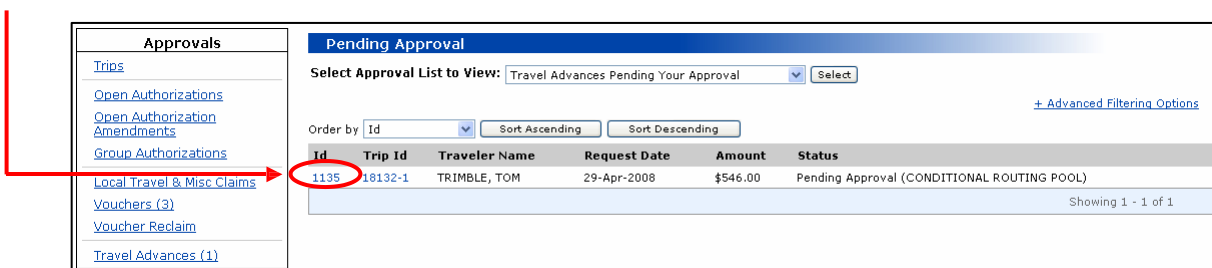 Approvals
Trips
Open Authorizations
Open Authorization
Amendments
Group Authorizations
Local Travel & Misc Claims
Vouchers (3)
Voucher Reclaim
Travel Advances (1)
Pending Approval
Select Approval List to View: Travel Advances Pending Your Approval Select
+ Advanced Filtering Options
Order by Id Sort Ascending Sort Descending
Id Trip Id Traveler Name Request Date Amount Status
1135 18132-1 TRIMBLE, TOM 29-Apr-2008 $546.00 Pending Approval (CONDITIONAL ROUTING POOL)
Showing 1 - 1 of 1